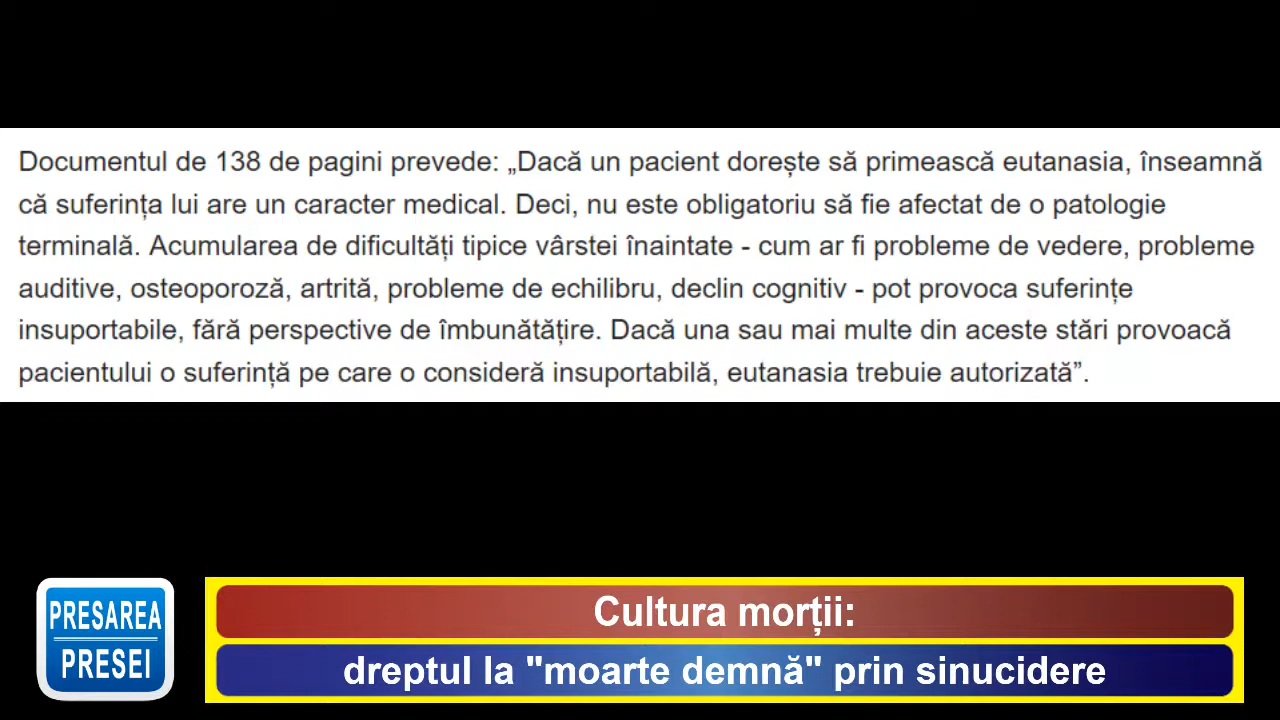 Documentul de 138 de pagini prevede: „Dacă un pacient dorește să primească eutanasia, înseamnă
că suferința lui are un caracter medical. Deci, nu este obligatoriu să fie afectat de o patologie
terminală. Acumularea de dificultăți tipice vârstei înaintate - cum ar fi probleme de vedere, probleme
auditive, osteoporoză, artrită, probleme de echilibru, declin cognitiv - pot provoca suferințe
insuportabile, fără perspective de îmbunătățire. Dacă una sau mai multe din aceste stări provoacă
pacientului o suferință pe care o consideră insuportabilă, eutanasia trebuie autorizată”.
PRESAREA
PRESEI
Cultura morții:
dreptul la "moarte demnă" prin sinucidere